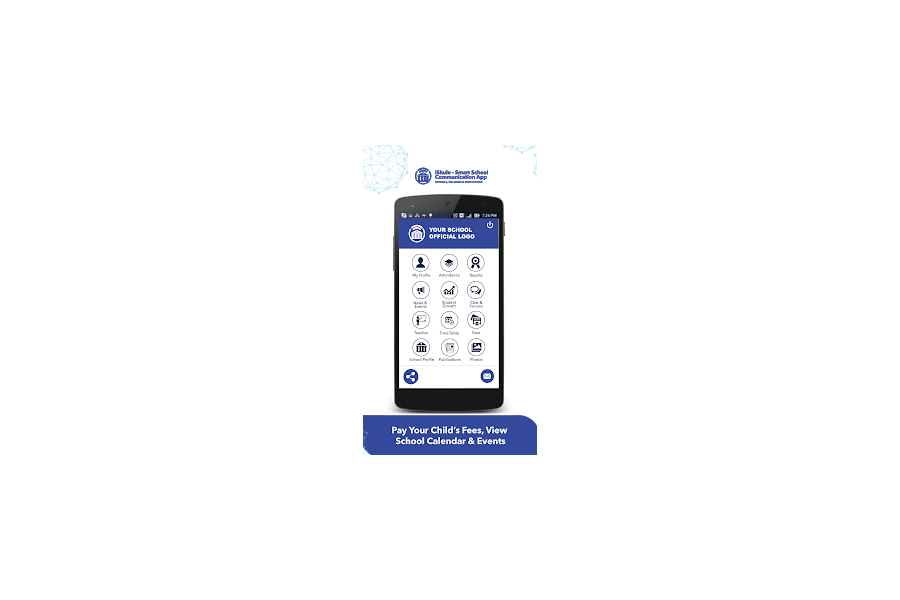 iShule - Smart School
Communication App
7:26 PM
YOUR SCHOOL
OFFICIAL LOGO
My Profile
Attendance
Results
News &
Events
Student
Growth
Chat &
Forums
Teacher
Time Table
Fees
School Profile
Publications
Photos
Pay Your Child's Fees, View
School Calendar & Events